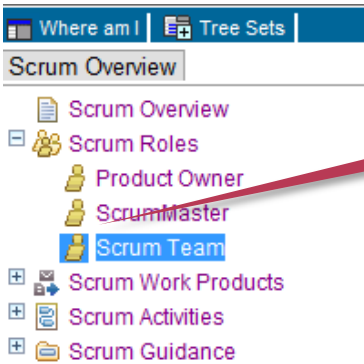 Where am I Tree Sets
Scrum Overview
Scrum Overview
Scrum Roles
Product Owner
ScrumMaster
Scrum Team
Scrum Work Products
Scrum Activities
Scrum Guidance